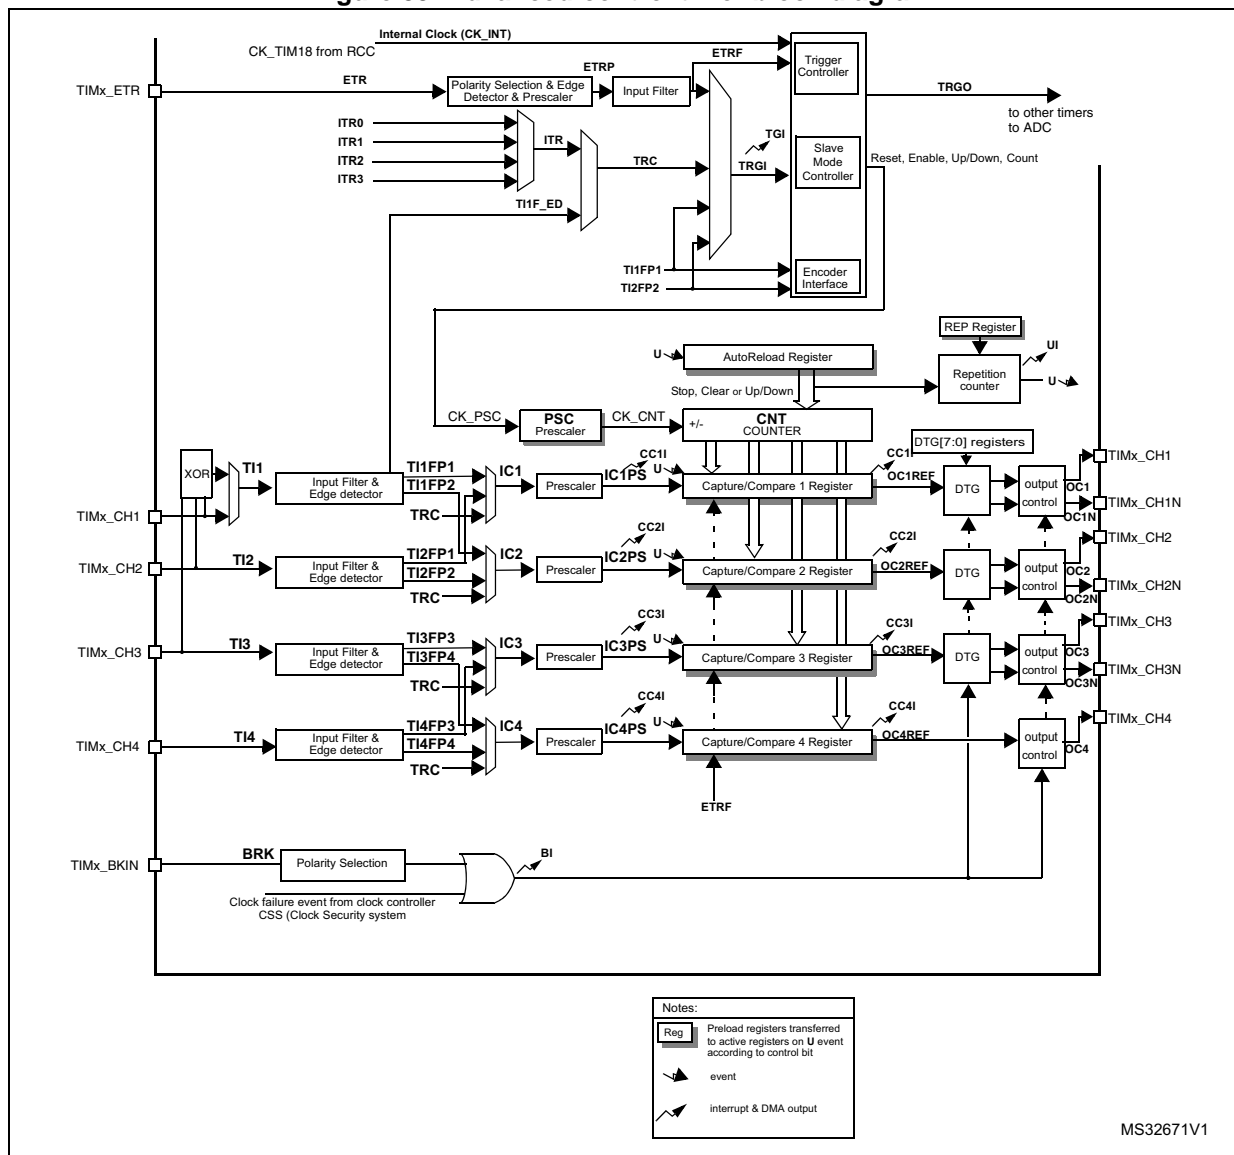 Internal Clock (CK_INT)
CK_TIM18 from RCC
ETRF
Trigger
Controller
ETRP
ETR
TIMx_ETR
Polarity Selection & Edge
Detector & Prescaler
Input Filter
TRGO
to other timers
to ADC
ITR0
ITR1
ITR2
ITR3
ITR
TRC
TGI
TRGI
Slave
Mode
Controller
Reset, Enable, Up/Down, Count
TI1F_ED
TI1FP1
TI2FP2
Encoder
Interface
REP Register
UI
U
AutoReload Register
Repetition
counter
U
Stop, Clear or Up/Down
CK_PSC
PSC
Prescaler
CK_CNT
+/-
CNT
COUNTER
DTG[7:0] registers
XOR
TI1
Input Filter &
Edge detector
TI1FP1
TI1FP2
TRC
IC1
Prescaler
CC1I
IC1PS
U
Capture/Compare 1 Register
CC1I
OC1REF
DTG
output
control
OC1
OC1N
TIMx_CH1
TIMx_CH1N
TIMx_CH1
TIMx_CH2
TI2
Input Filter &
Edge detector
TI2FP1
TI2FP2
TRC
IC2
Prescaler
CC2I
IC2PS
U
Capture/Compare 2 Register
CC2I
OC2REF
DTG
output
control
OC2
OC2N
TIMx_CH2
TIMx_CH2N
TIMx_CH3
TI3
Input Filter &
Edge detector
TI3FP3
TI3FP4
TRC
IC3
Prescaler
CC3I
IC3PS
U
Capture/Compare 3 Register
CC3I
OC3REF
DTG
output
control
OC3
OC3N
TIMx_CH3
TIMx_CH3N
TIMx_CH4
TI4
Input Filter &
Edge detector
TI4FP3
TI4FP4
TRC
IC4
Prescaler
CC4I
IC4PS
U
Capture/Compare 4 Register
CC4I
OC4REF
output
control
OC4
TIMx_CH4
ETRF
TIMx_BKIN
BRK
Polarity Selection
BI
Clock failure event from clock controller
CSS (Clock Security system
Notes:
Reg
Preload registers transferred
to active registers on U event
according to control bit
event
interrupt & DMA output
MS32671V1